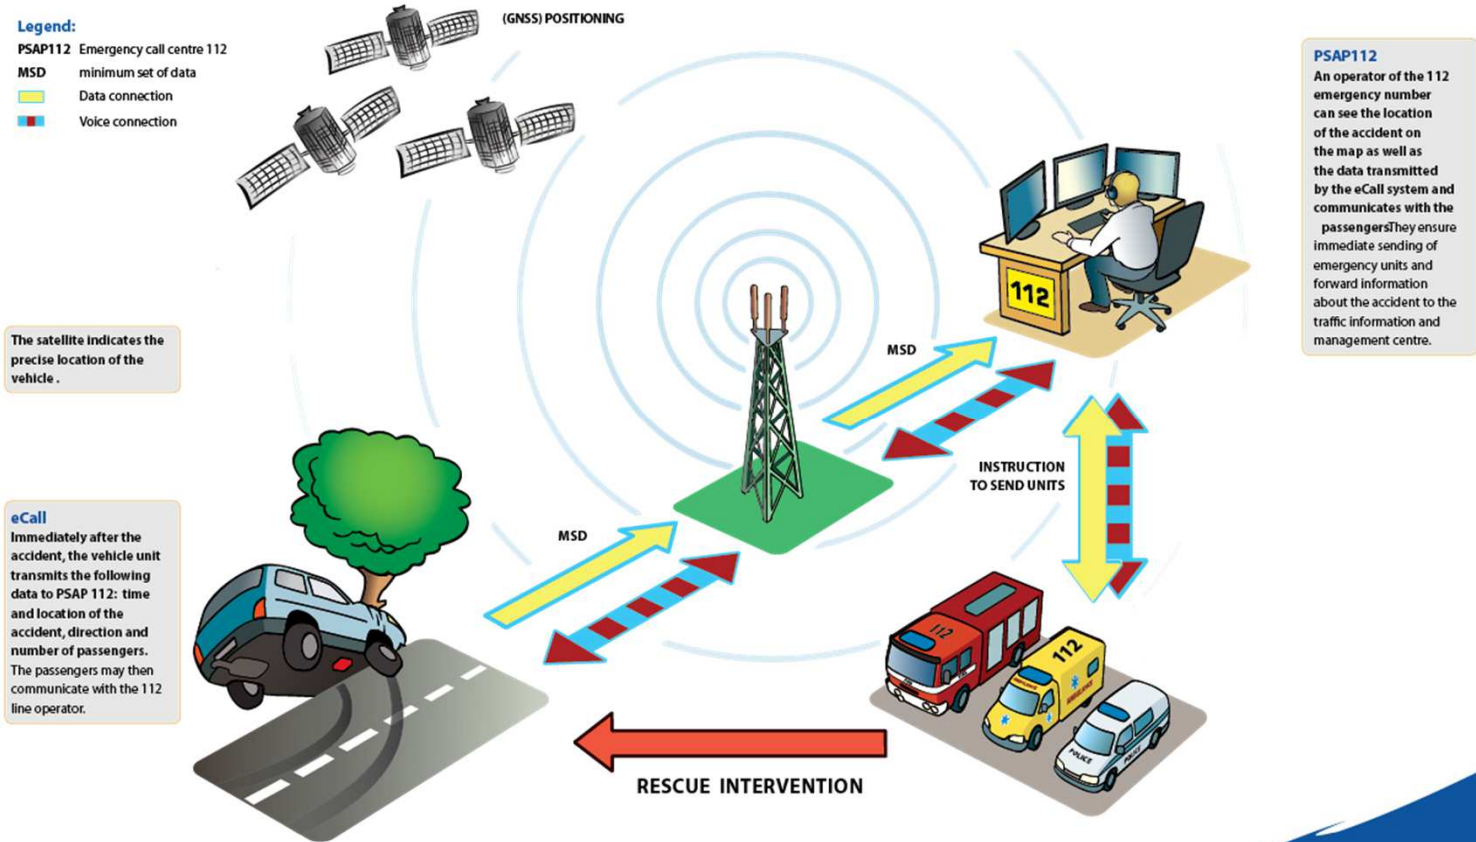 Legend:
PSAP112 Emergency call centre 112
MSD minimum set of data
Data connection
Voice connection
(GNSS) POSITIONING
PSAP112
An operator of the 112
emergency number
can see the location
of the accident on
the map as well as
the data transmitted
by the eCall system and
communicates with the
passengersThey ensure
immediate sending of
emergency units and
forward information
about the accident to the
traffic information and
management centre.
112
MSD
The satellite indicates the
precise location of the
vehicle .
INSTRUCTION
TO SEND UNITS
MSD
eCall
Immediately after the
accident, the vehicle unit
transmits the following
data to PSAP 112: time
and location of the
accident, direction and
number of passengers.
The passengers may then
communicate with the 112
line operator.
112
112
AMBULANCE
AMBULANCE
POLICE
POLICE
RESCUE INTERVENTION